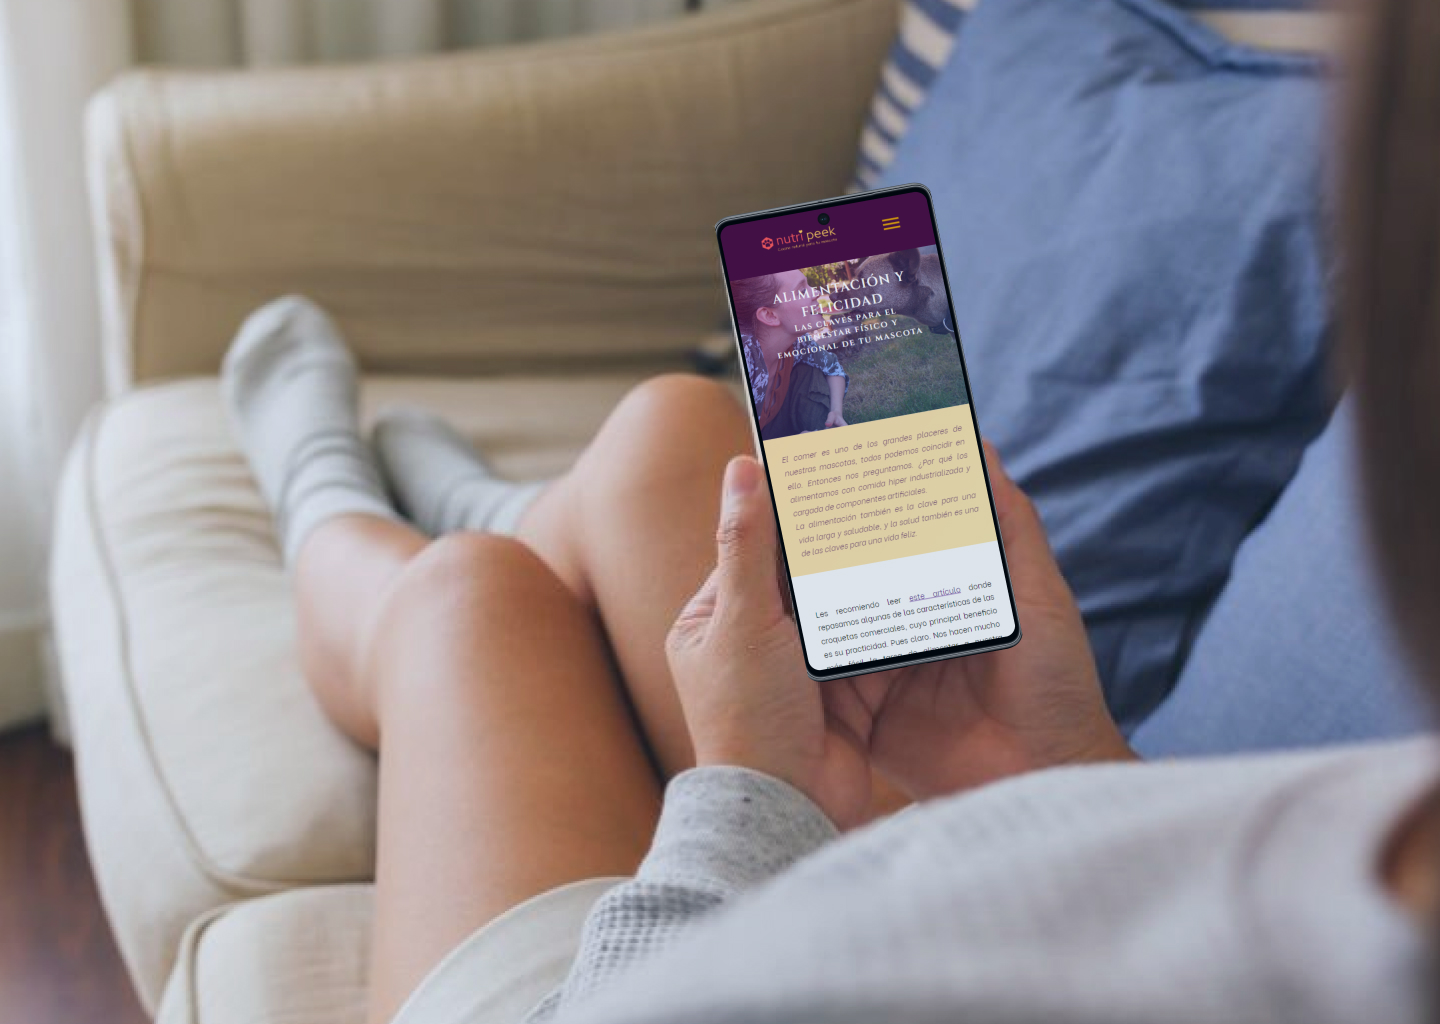 nutri peek
ALIMENTACIÓN Y
FELICIDAD
LAS CLAVES PARA EL
BIENESTAR FÍSICO Y
EMOCIONAL DE TU MASCOTA
El comer es uno de los grandes placeres de
nuestras mascotas, todos podemos coincidir en
ello. Entonces nos preguntamos. ¿Por qué los
alimentamos con comida hiper industrializada y
cargada de componentes artificiales.
La alimentación también es la clave para una
vida larga y saludable, y la salud también es una
de las claves para una vida feliz.
Les recomiendo leer este artículo donde
repasamos algunas de las características de las
croquetas comerciales, cuyo principal beneficio
es su practicidad. Pues claro. Nos hacen mucho